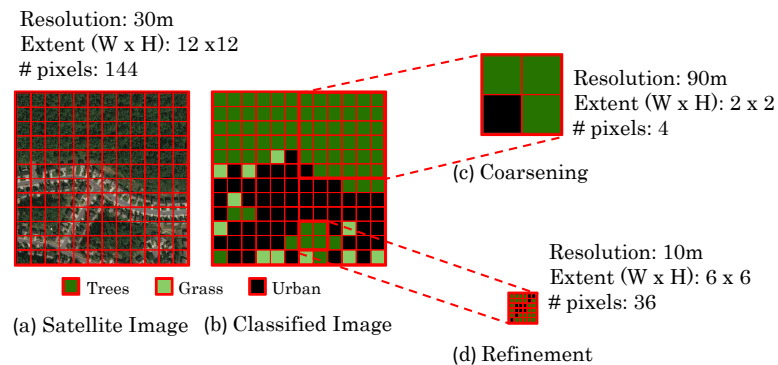 Resolution: 30m
Extent (W x H): 12 x12
# pixels: 144
Resolution: 90m
Extent (W x H): 2 x 2
# pixels: 4
(c) Coarsening
Resolution: 10m
Extent (W x H): 6 x 6
# pixels: 36
Trees
Grass
Urban
(a) Satellite Image
(b) Classified Image
(d) Refinement